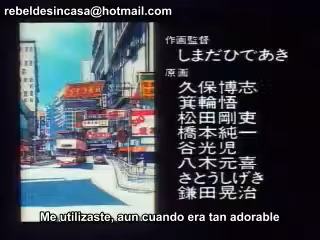 rebeldesincasa@hotmail.com
作画監督
しまだひであき
原画
久保博志
箕輪悟
松田剛吏
橋本純一
谷光児
八木元喜
さとうしげき
鎌田晃治
Me utilizaste, aun cuando era tan adorable